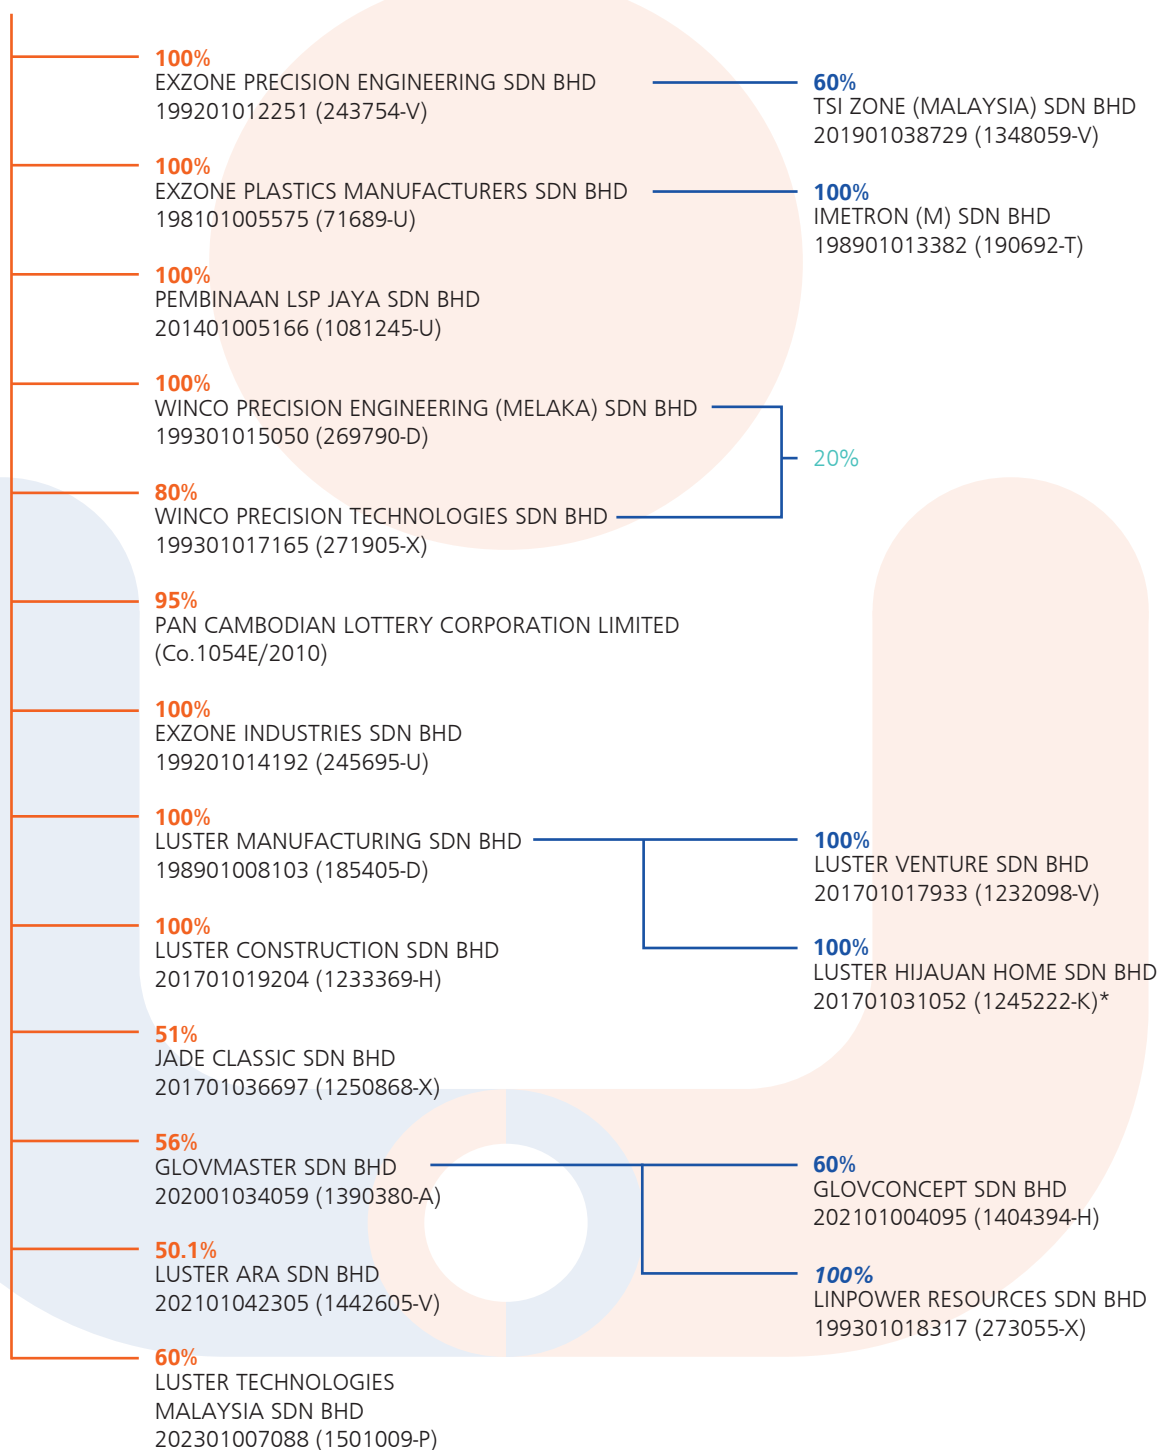 100%
EXZONE PRECISION ENGINEERING SDN BHD
199201012251 (243754-V)
60%
TSI ZONE (MALAYSIA) SDN BHD
201901038729 (1348059-V)
100%
EXZONE PLASTICS MANUFACTURERS SDN BHD
198101005575 (71689-U)
100%
IMETRON (M) SDN BHD
198901013382 (190692-T)
100%
PEMBINAAN LSP JAYA SDN BHD
201401005166 (1081245-U)
100%
WINCO PRECISION ENGINEERING (MELAKA) SDN BHD
199301015050 (269790-D)
20%
80%
WINCO PRECISION TECHNOLOGIES SDN BHD
199301017165 (271905-X)
95%
PAN CAMBODIAN LOTTERY CORPORATION LIMITED
(Co.1054E/2010)
100%
EXZONE INDUSTRIES SDN BHD
199201014192 (245695-U)
100%
LUSTER MANUFACTURING SDN BHD
198901008103 (185405-D)
100%
LUSTER VENTURE SDN BHD
201701017933 (1232098-V)
100%
LUSTER HIJAUAN HOME SDN BHD
201701031052 (1245222-K)*
100%
LUSTER CONSTRUCTION SDN BHD
201701019204 (1233369-H)
51%
JADE CLASSIC SDN BHD
201701036697 (1250868-X)
56%
GLOVMASTER SDN BHD
202001034059 (1390380-A)
60%
GLOVCONCEPT SDN BHD
202101004095 (1404394-H)
100%
LINPOWER RESOURCES SDN BHD
199301018317 (273055-X)
50.1%
LUSTER ARA SDN BHD
202101042305 (1442605-V)
60%
LUSTER TECHNOLOGIES
MALAYSIA SDN BHD
202301007088 (1501009-P)